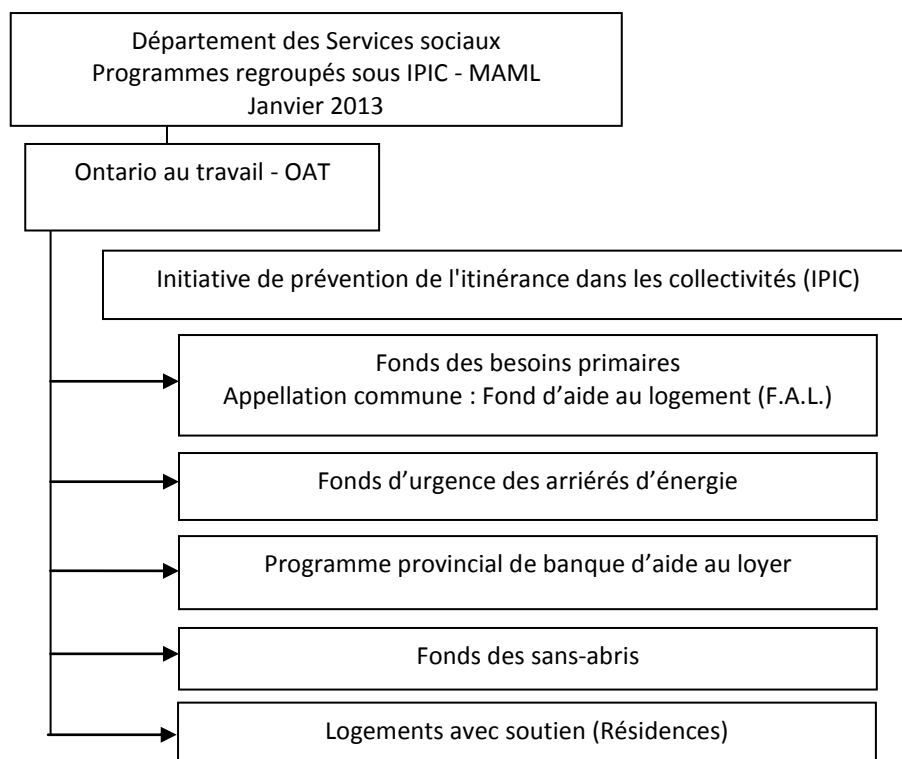 Département des Services sociaux
Programmes regroupés sous IPIC - MAML
Janvier 2013
Ontario au travail - OAT
Initiative de prévention de l'itinérance dans les collectivités (IPIC)
Fonds des besoins primaires
Appellation commune : Fond d’aide au logement (F.A.L.)
Fonds d’urgence des arriérés d’énergie
Programme provincial de banque d’aide au loyer
Fonds des sans-abris
Logements avec soutien (Résidences)